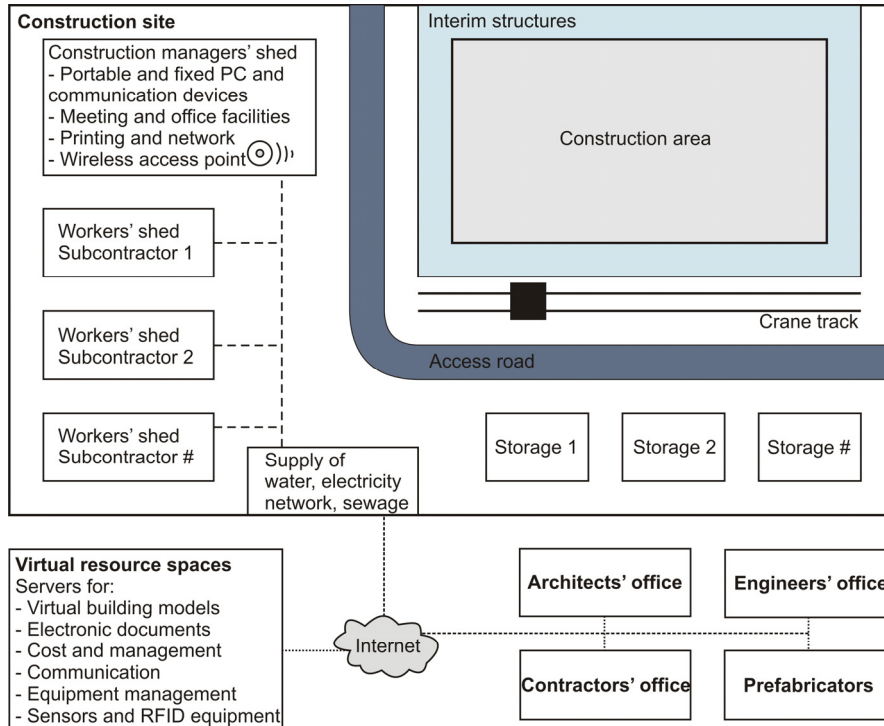 Construction site
Construction managers’ shed
- Portable and fixed PC and
communication devices
- Meeting and office facilities
- Printing and network
- Wireless access point
Interim structures
Construction area
Workers’ shed
Subcontractor 1
Crane track
Workers’ shed
Subcontractor 2
Access road
Workers’ shed
Subcontractor #
Storage 1
Storage 2
Storage #
Supply of
water, electricity
network, sewage
Virtual resource spaces
Servers for:
- Virtual building models
- Electronic documents
- Cost and management
- Communication
- Equipment management
- Sensors and RFID equipment
Internet
Architects’ office
Engineers’ office
Contractors’ office
Prefabricators